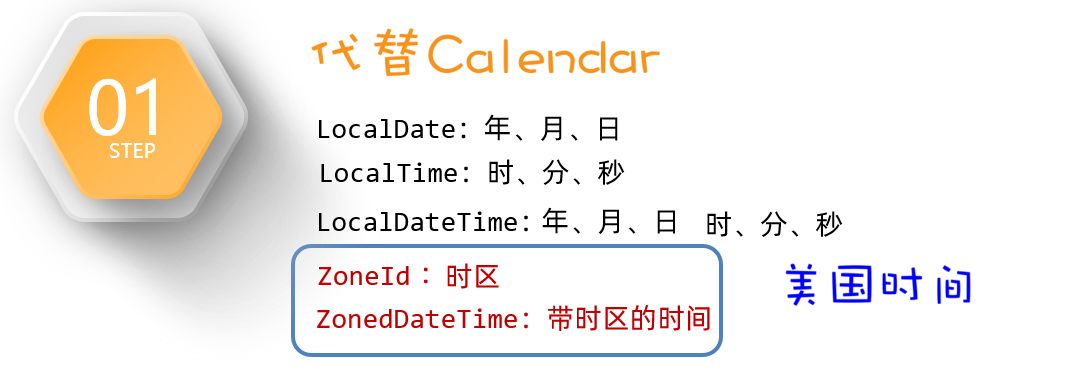 01
STEP
代替Calendar
LocalDate：年、月、日
LocalTime：时、分、秒
LocalDateTime：年、月、日 时、分、秒
ZoneId：时区
ZonedDateTime：带时区的时间
美国时间